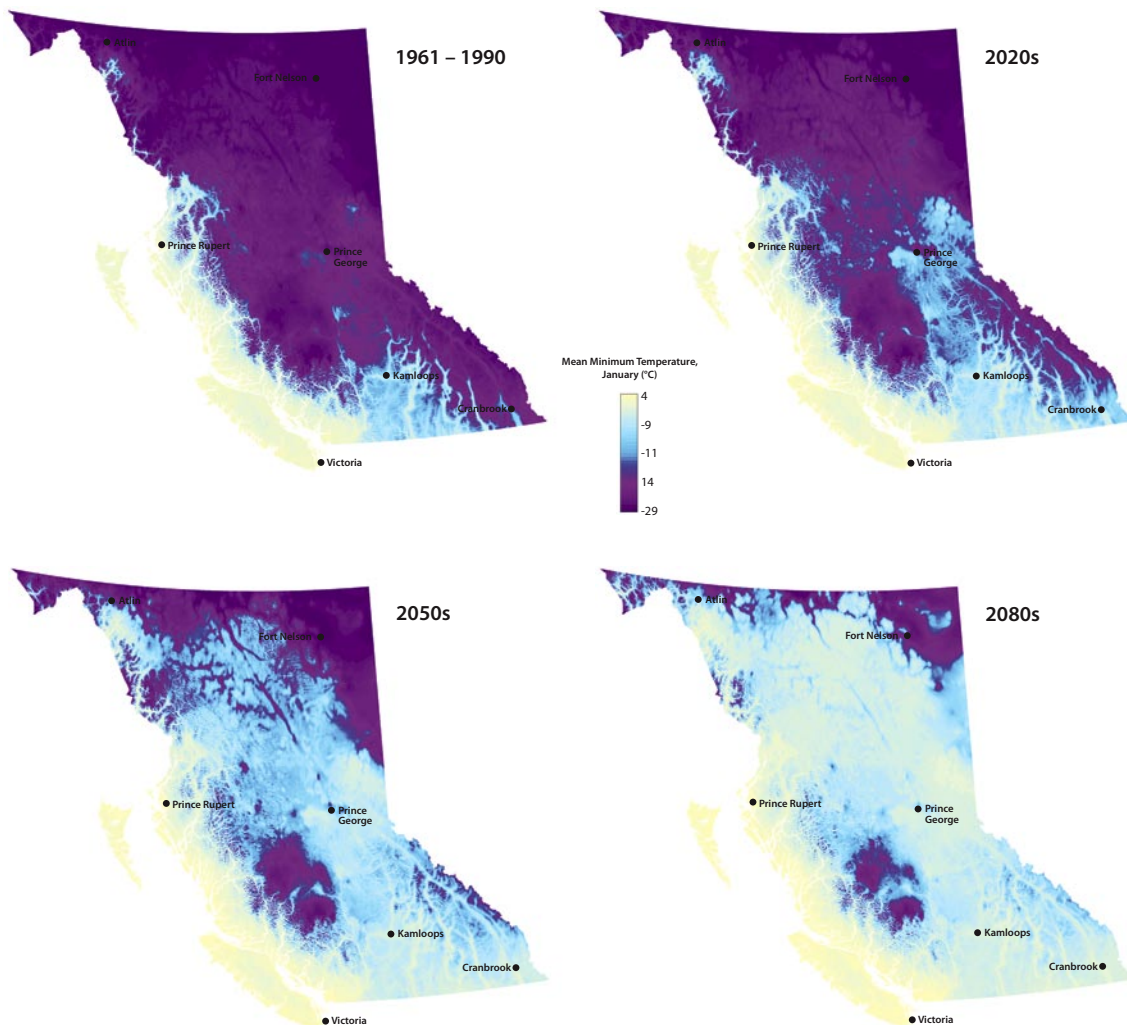 1961 – 1990
Atlin
Fort Nelson
Prince Rupert
Prince
George
Kamloops
Cranbrook
Victoria
2020s
Atlin
Fort Nelson
Prince Rupert
Prince
George
Kamloops
Cranbrook
Victoria
Mean Minimum Temperature,
January (°C)
4
-9
-11
14
-29
2050s
Atlin
Fort Nelson
Prince Rupert
Prince
George
Kamloops
Cranbrook
Victoria
2080s
Atlin
Fort Nelson
Prince Rupert
Prince
George
Kamloops
Cranbrook
Victoria